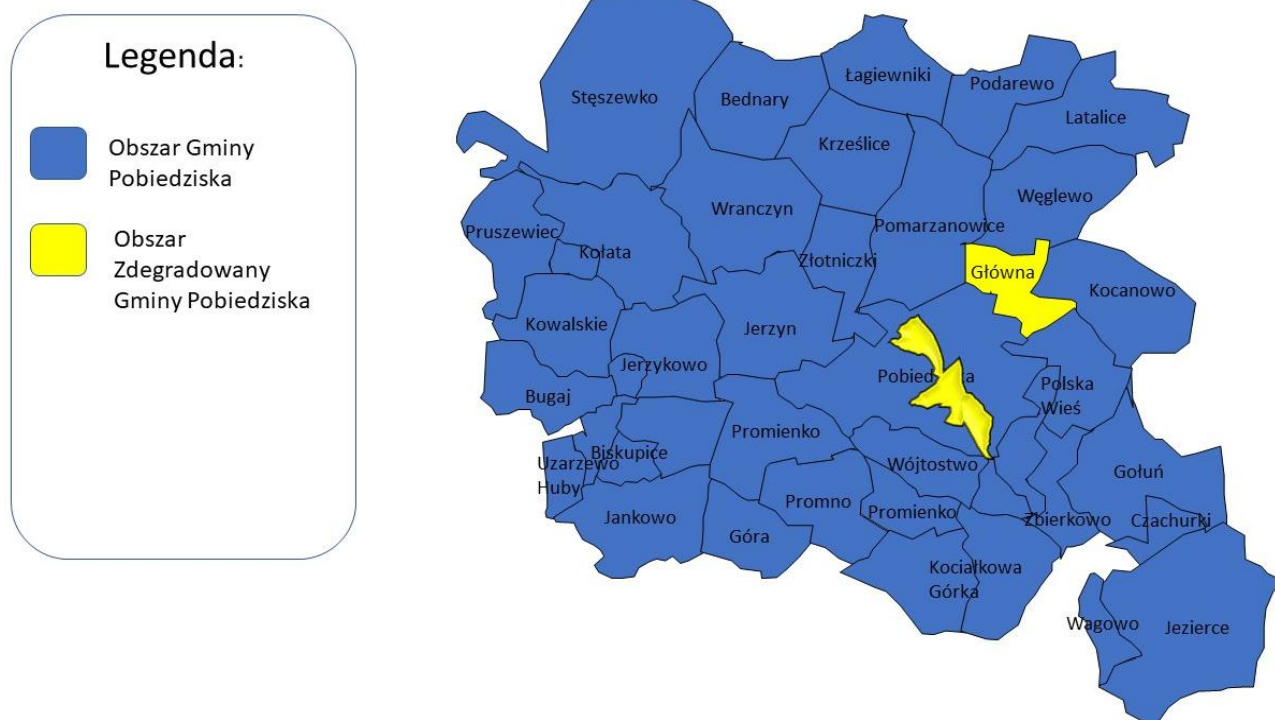 Legenda:
Obszar Gminy
Pobiedziska
Obszar
Zdegradowany
Gminy Pobiedziska
Stęszewko
Bednary
Łagiewniki
Podarewo
Latalice
Krześlice
Węglewo
Wranczyn
Pomarzanowice
Pruszewiec
Kołata
Złotniczki
Główna
Kocanowo
Kowalskie
Jerzyn
Jerzykowo
Polska
Wieś
Bugaj
Promienko
Biskupice
Uzarzewo
Huby
Wójtostwo
Gołuń
Promno
Promienko
Jankowo
Zbierkowo
Czachurki
Góra
Kociałkowa
Górka
Wagowo
Jezierce